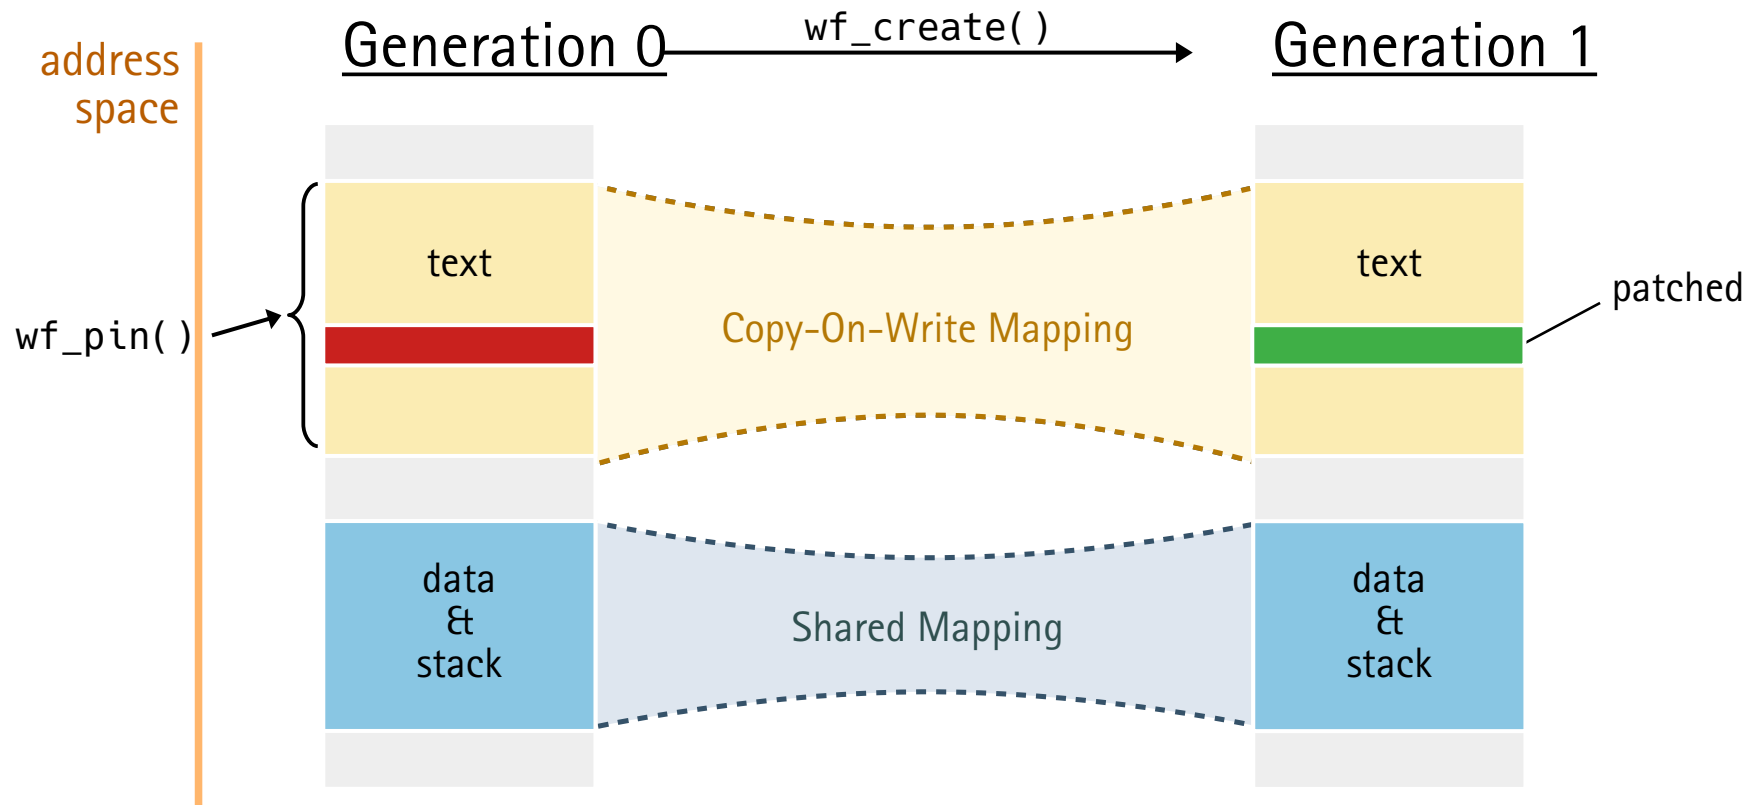 address
space
Generation 0
wf_create()
Generation 1
text
text
patched
wf_pin()
Copy-On-Write Mapping
data
&
stack
Shared Mapping
data
&
stack